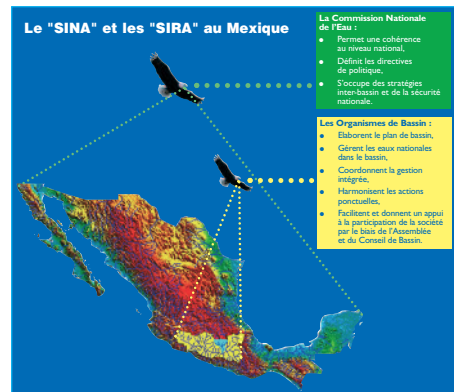 Le "SINA" et les "SIRA" au Mexique
La Commission Nationale
de l'Eau :
Permet une cohérence
au niveau national,
Définit les directives
de politique,
S'occupe des stratégies
inter-bassin et de la sécurité
nationale.
Les Organismes de Bassin :
Elaborent le plan de bassin,
Gérent les eaux nationales
dans le bassin,
Coordonnent la gestion
intégrée,
Harmonisent les actions
ponctuelles,
Facilitent et donnent un appui
à la participation de la société
par le biais de l'Assemblée
et du Conseil de Bassin.